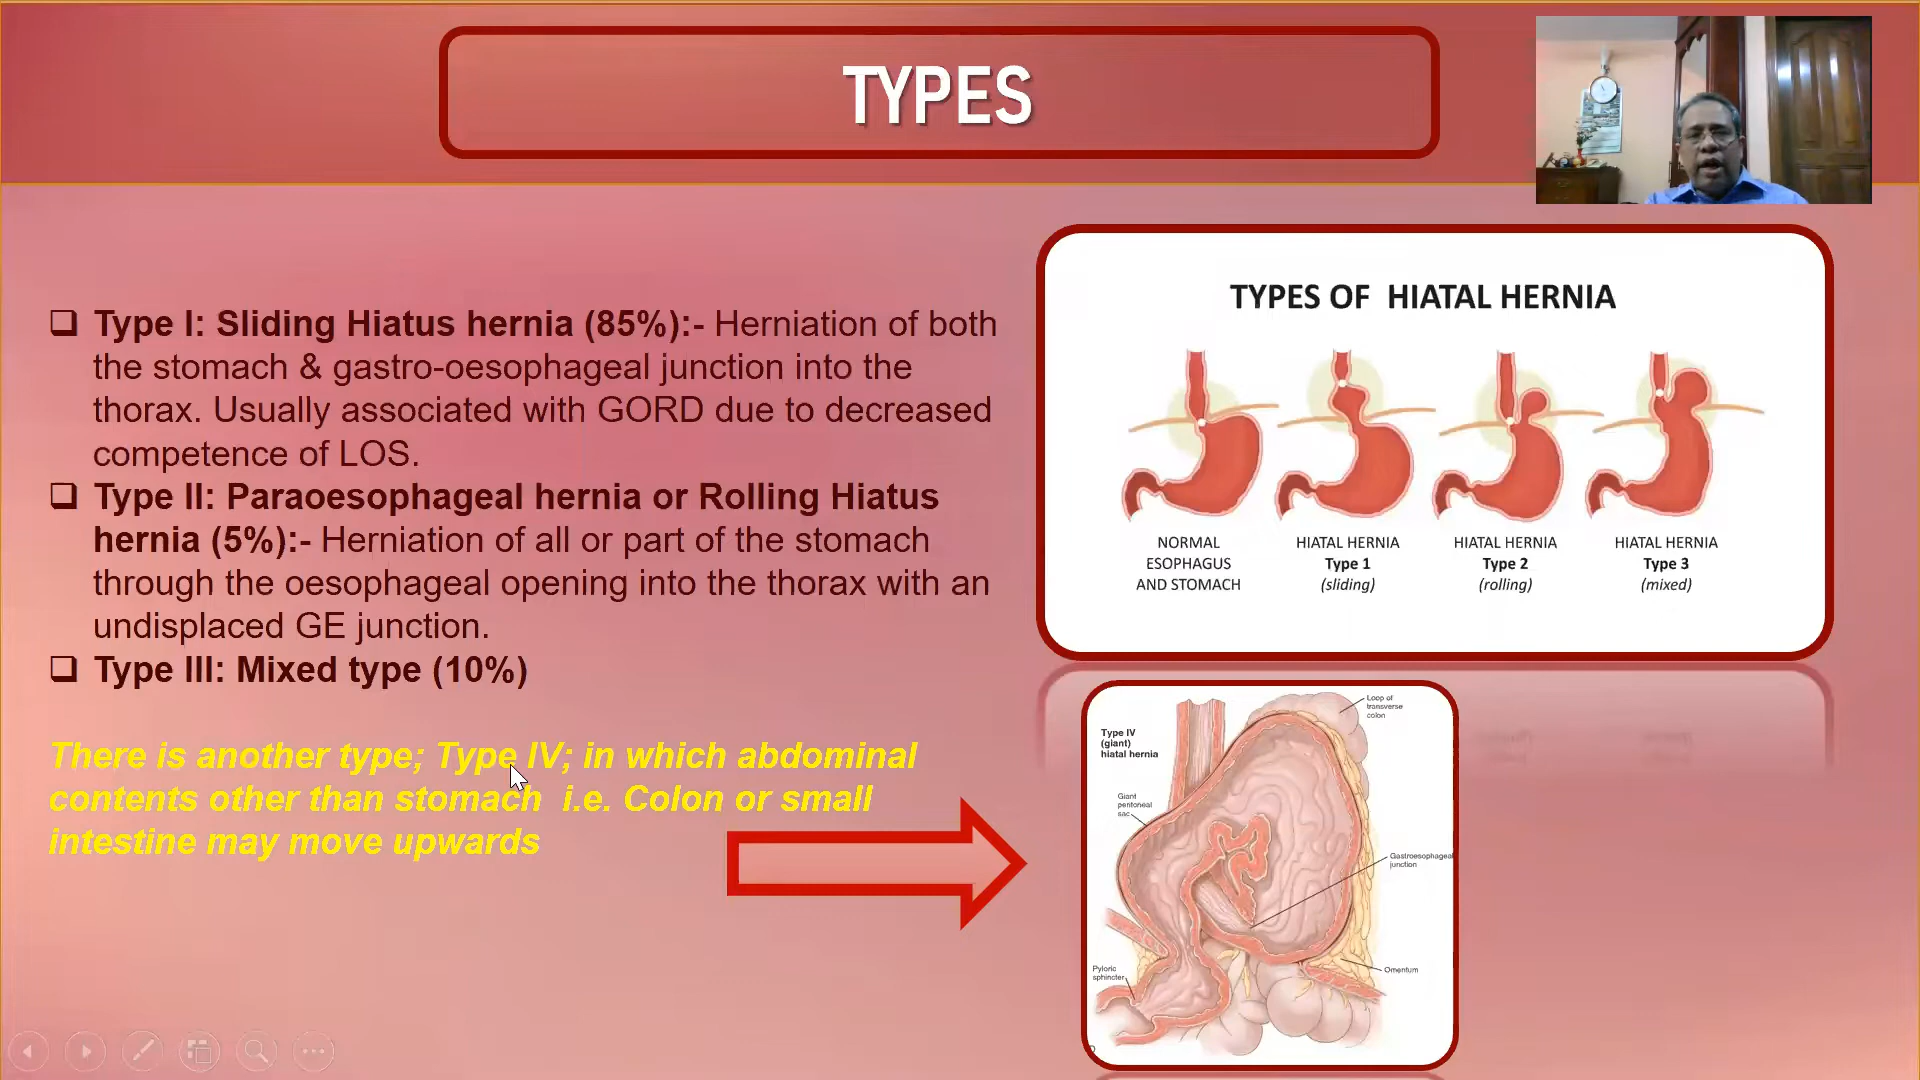 TYPES
❑ Type I: Sliding Hiatus hernia (85%):- Herniation of both
the stomach & gastro-oesophageal junction into the
thorax. Usually associated with GORD due to decreased
competence of LOS.
❑ Type II: Paraoesophageal hernia or Rolling Hiatus
hernia (5%):- Herniation of all or part of the stomach
through the oesophageal opening into the thorax with an
undisplaced GE junction.
❑ Type III: Mixed type (10%)
There is another type; Type IV; in which abdominal
contents other than stomach i.e. Colon or small
intestine may move upwards
TYPES OF HIATAL HERNIA
NORMAL
ESOPHAGUS
AND STOMACH
HIATAL HERNIA
Type 1
(sliding)
HIATAL HERNIA
Type 2
(rolling)
HIATAL HERNIA
Type 3
(mixed)
Type IV
(giant)
hiatal hernia
Loop of
transverse
colon
Giant
peritoneal
sac
Gastroesophageal
junction
Pyloric
sphincter
Omentum